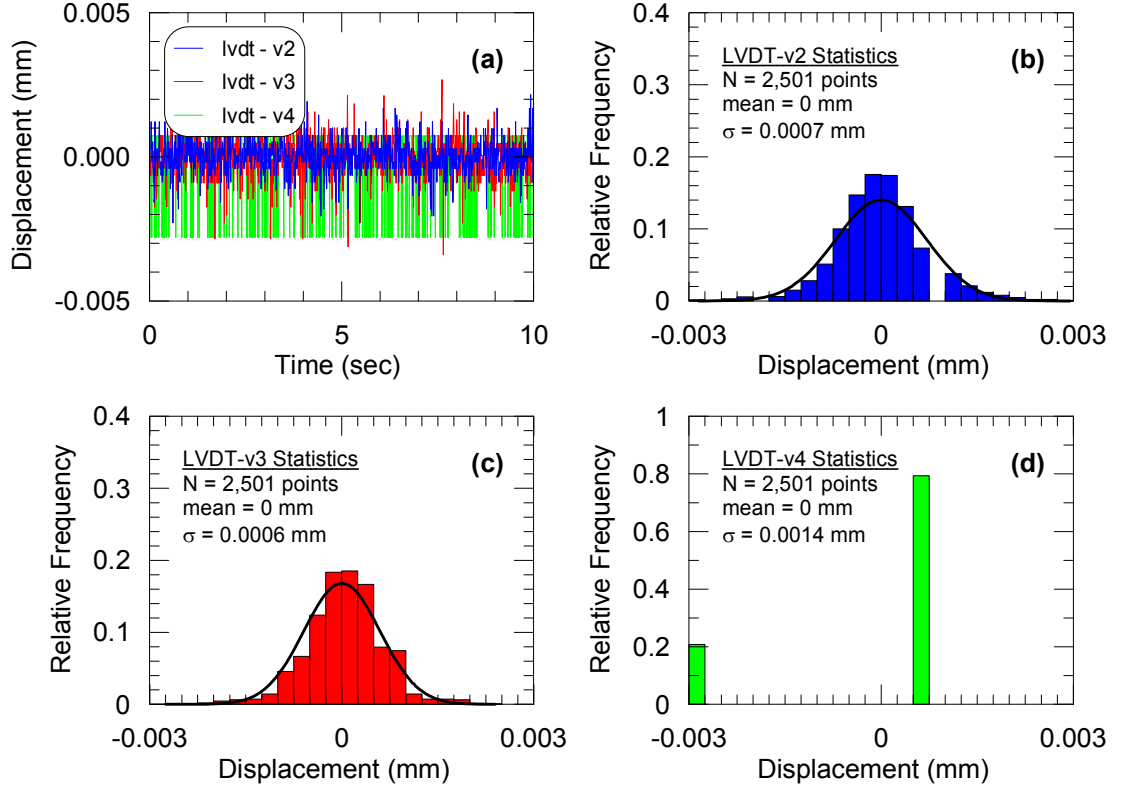 0.005
0.000
-0.005
Displacement (mm)
lvdt - v2
lvdt - v3
lvdt - v4
(a)
0
5
10
Time (sec)
0.4
0.3
0.2
0.1
0
Relative Frequency
LVDT-v2 Statistics
N = 2,501 points
mean = 0 mm
σ = 0.0007 mm
(b)
-0.003
0
0.003
Displacement (mm)
0.4
0.3
0.2
0.1
0
Relative Frequency
LVDT-v3 Statistics
N = 2,501 points
mean = 0 mm
σ = 0.0006 mm
(c)
-0.003
0
0.003
Displacement (mm)
1
0.8
0.6
0.4
0.2
0
Relative Frequency
LVDT-v4 Statistics
N = 2,501 points
mean = 0 mm
σ = 0.0014 mm
(d)
-0.003
0
0.003
Displacement (mm)